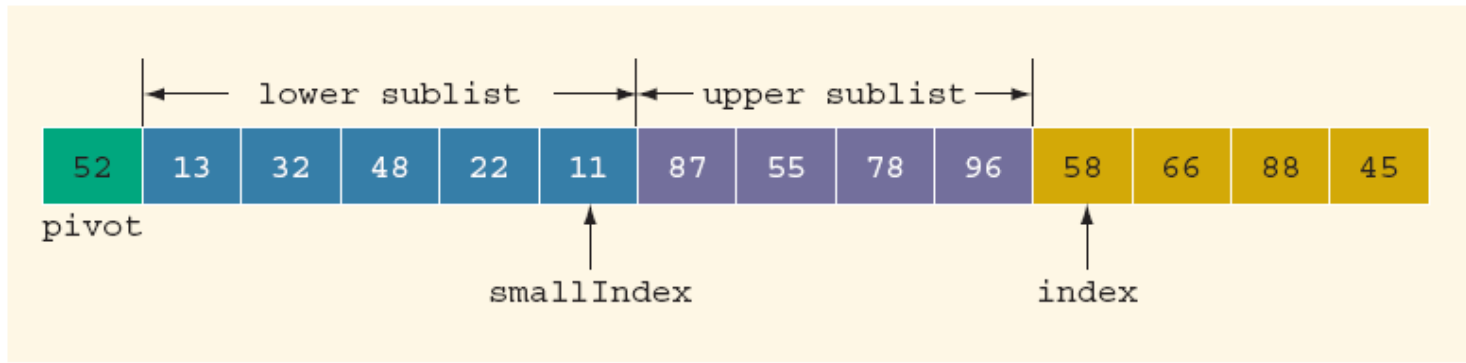 lower sublist upper sublist
52 13 32 48 22 11 87 55 78 96 58 66 88 45
pivot
smallIndex index